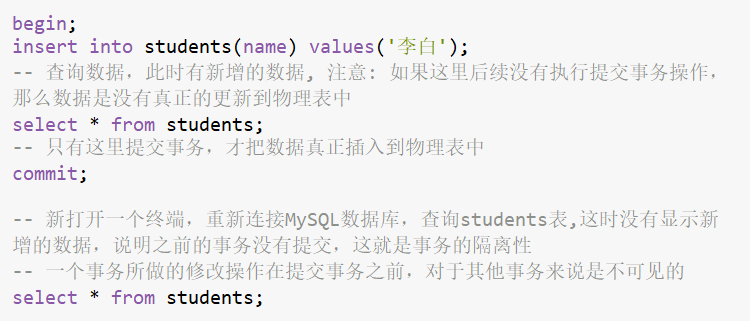 begin;
insert into students(name) values('李白');
-- 查询数据，此时有新增的数据, 注意: 如果这里后续没有执行提交事务操作，
那么数据是没有真正的更新到物理表中
select * from students;
-- 只有这里提交事务，才把数据真正插入到物理表中
commit;
-- 新打开一个终端，重新连接MySQL数据库，查询students表,这时没有显示新
增的数据，说明之前的事务没有提交，这就是事务的隔离性
-- 一个事务所做的修改操作在提交事务之前，对于其他事务来说是不可见的
select * from students;